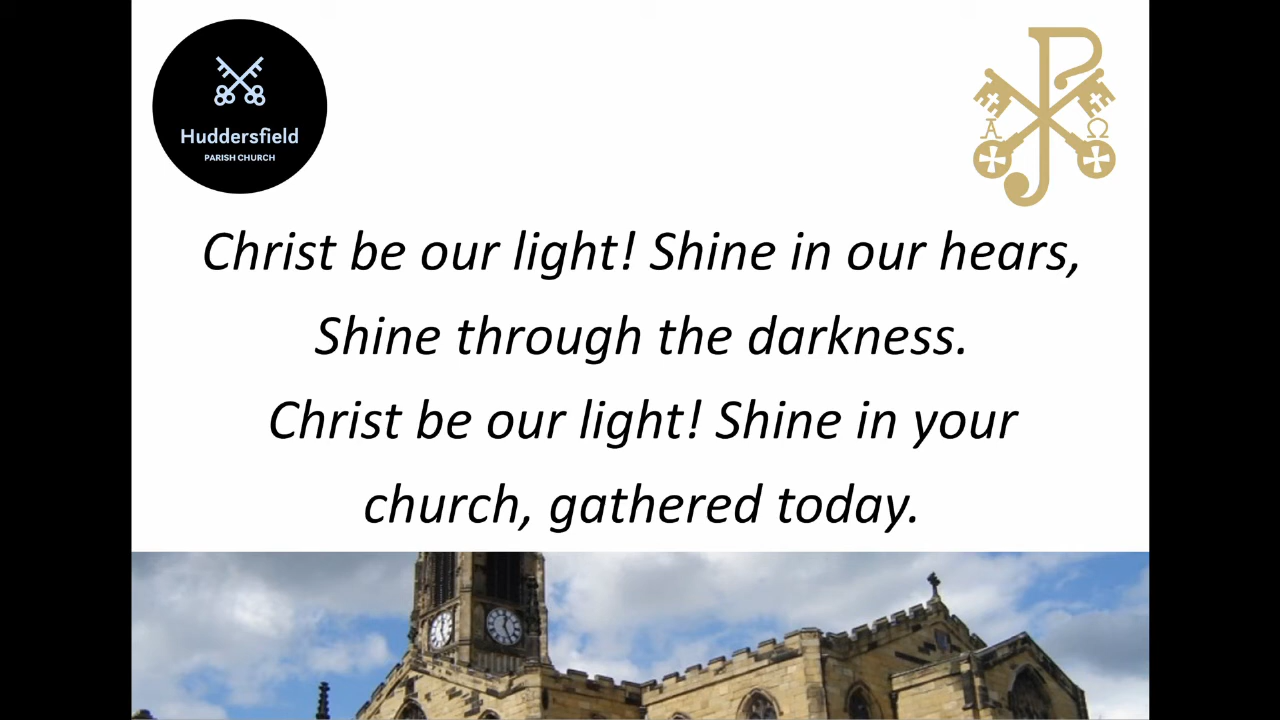 Huddersfield
PARISH CHURCH
Α Ω
Christ be our light! Shine in our hears,
Shine through the darkness.
Christ be our light! Shine in your
church, gathered today.